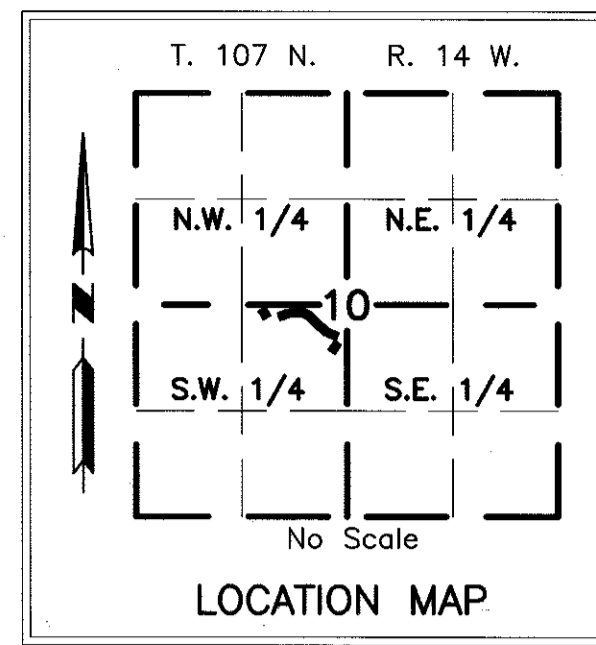 T. 107 N. R. 14 W.
N.W. 1/4 N.E. 1/4
N
10
S.W. 1/4 S.E. 1/4
No Scale
LOCATION MAP